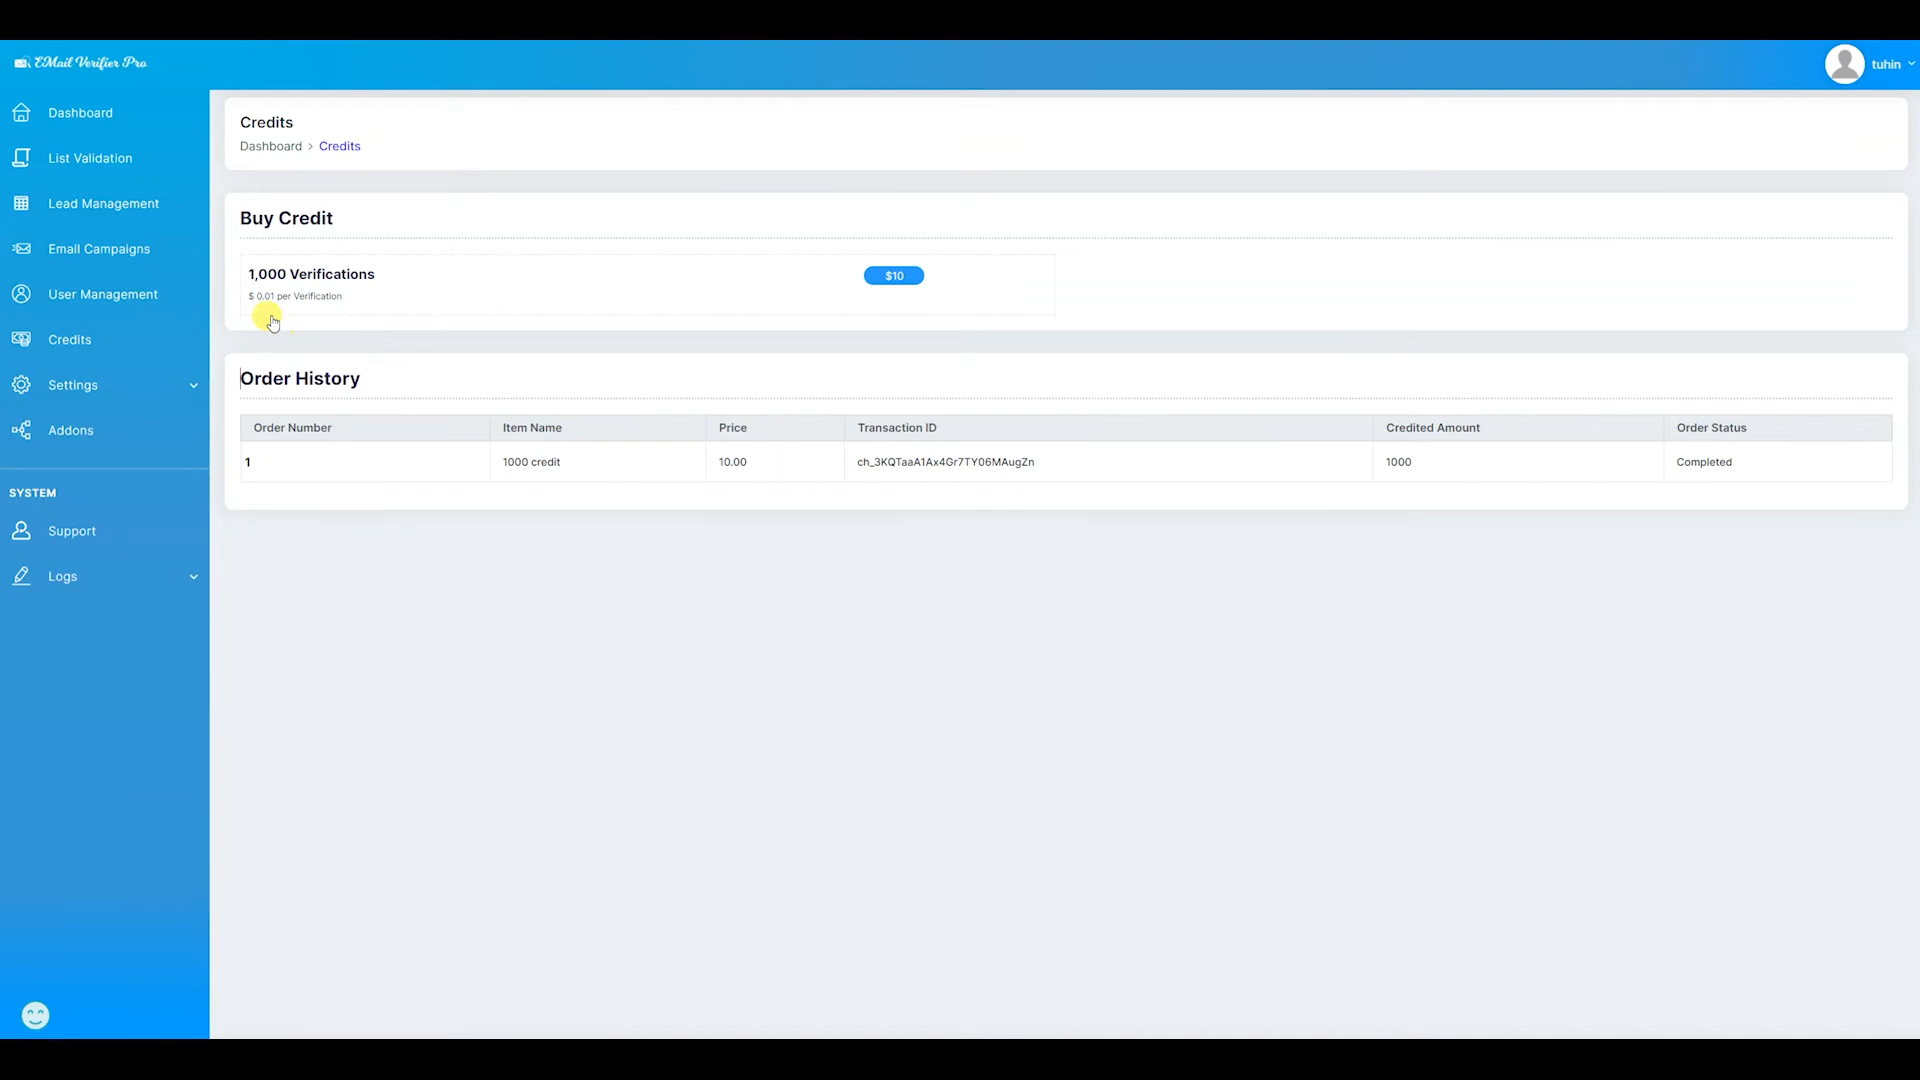 EMail Verifier Pro
tuhin
Dashboard
List Validation
Lead Management
Email Campaigns
User Management
Credits
Settings
Addons
SYSTEM
Support
Logs
Credits
Dashboard > Credits
Buy Credit
1,000 Verifications
$10
$ 0.01 per Verification
Order History
Order Number Item Name Price Transaction ID Credited Amount Order Status
1 1000 credit 10.00 ch_3KQTaaA1Ax4Gr7TY06MAugZn 1000 Completed